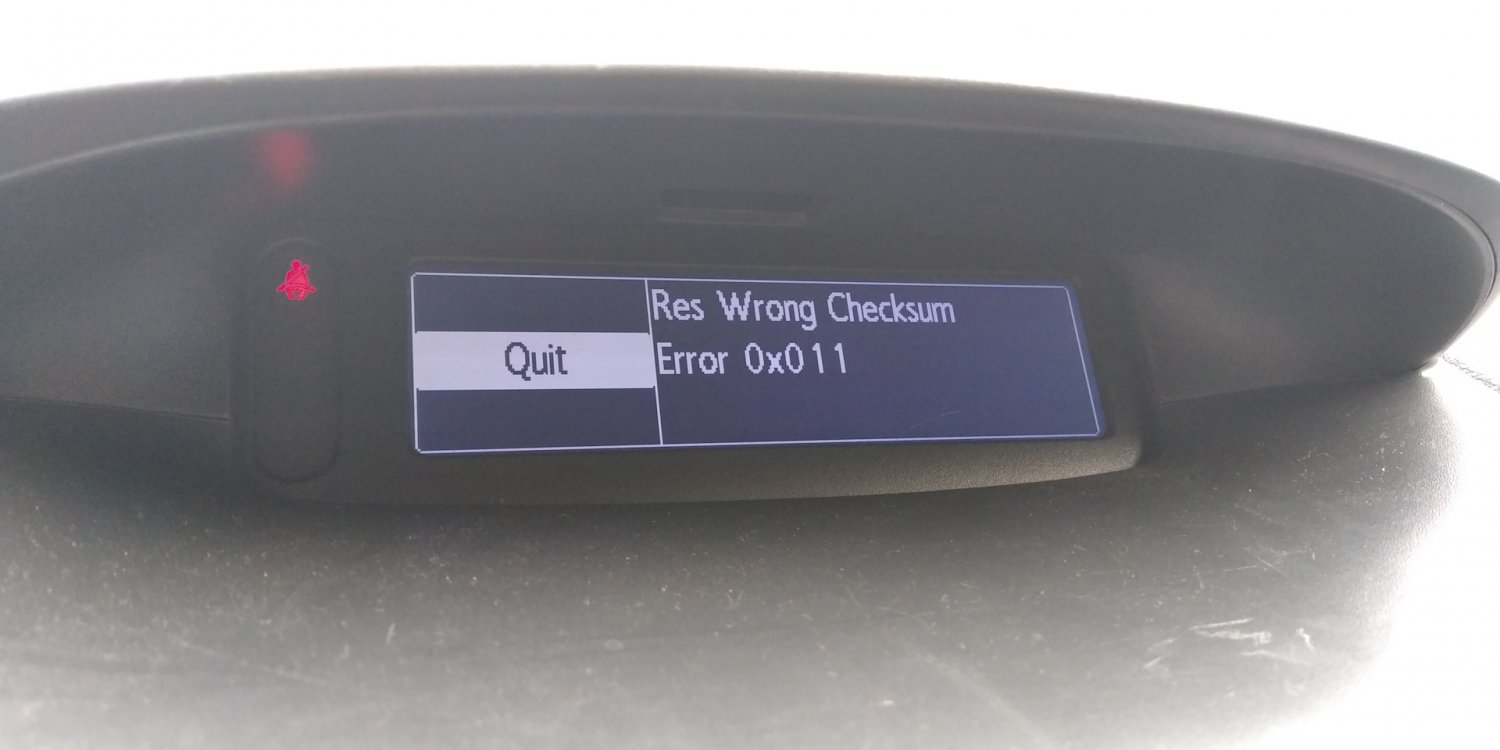 Res Wrong Checksum
Quit
Error 0x011